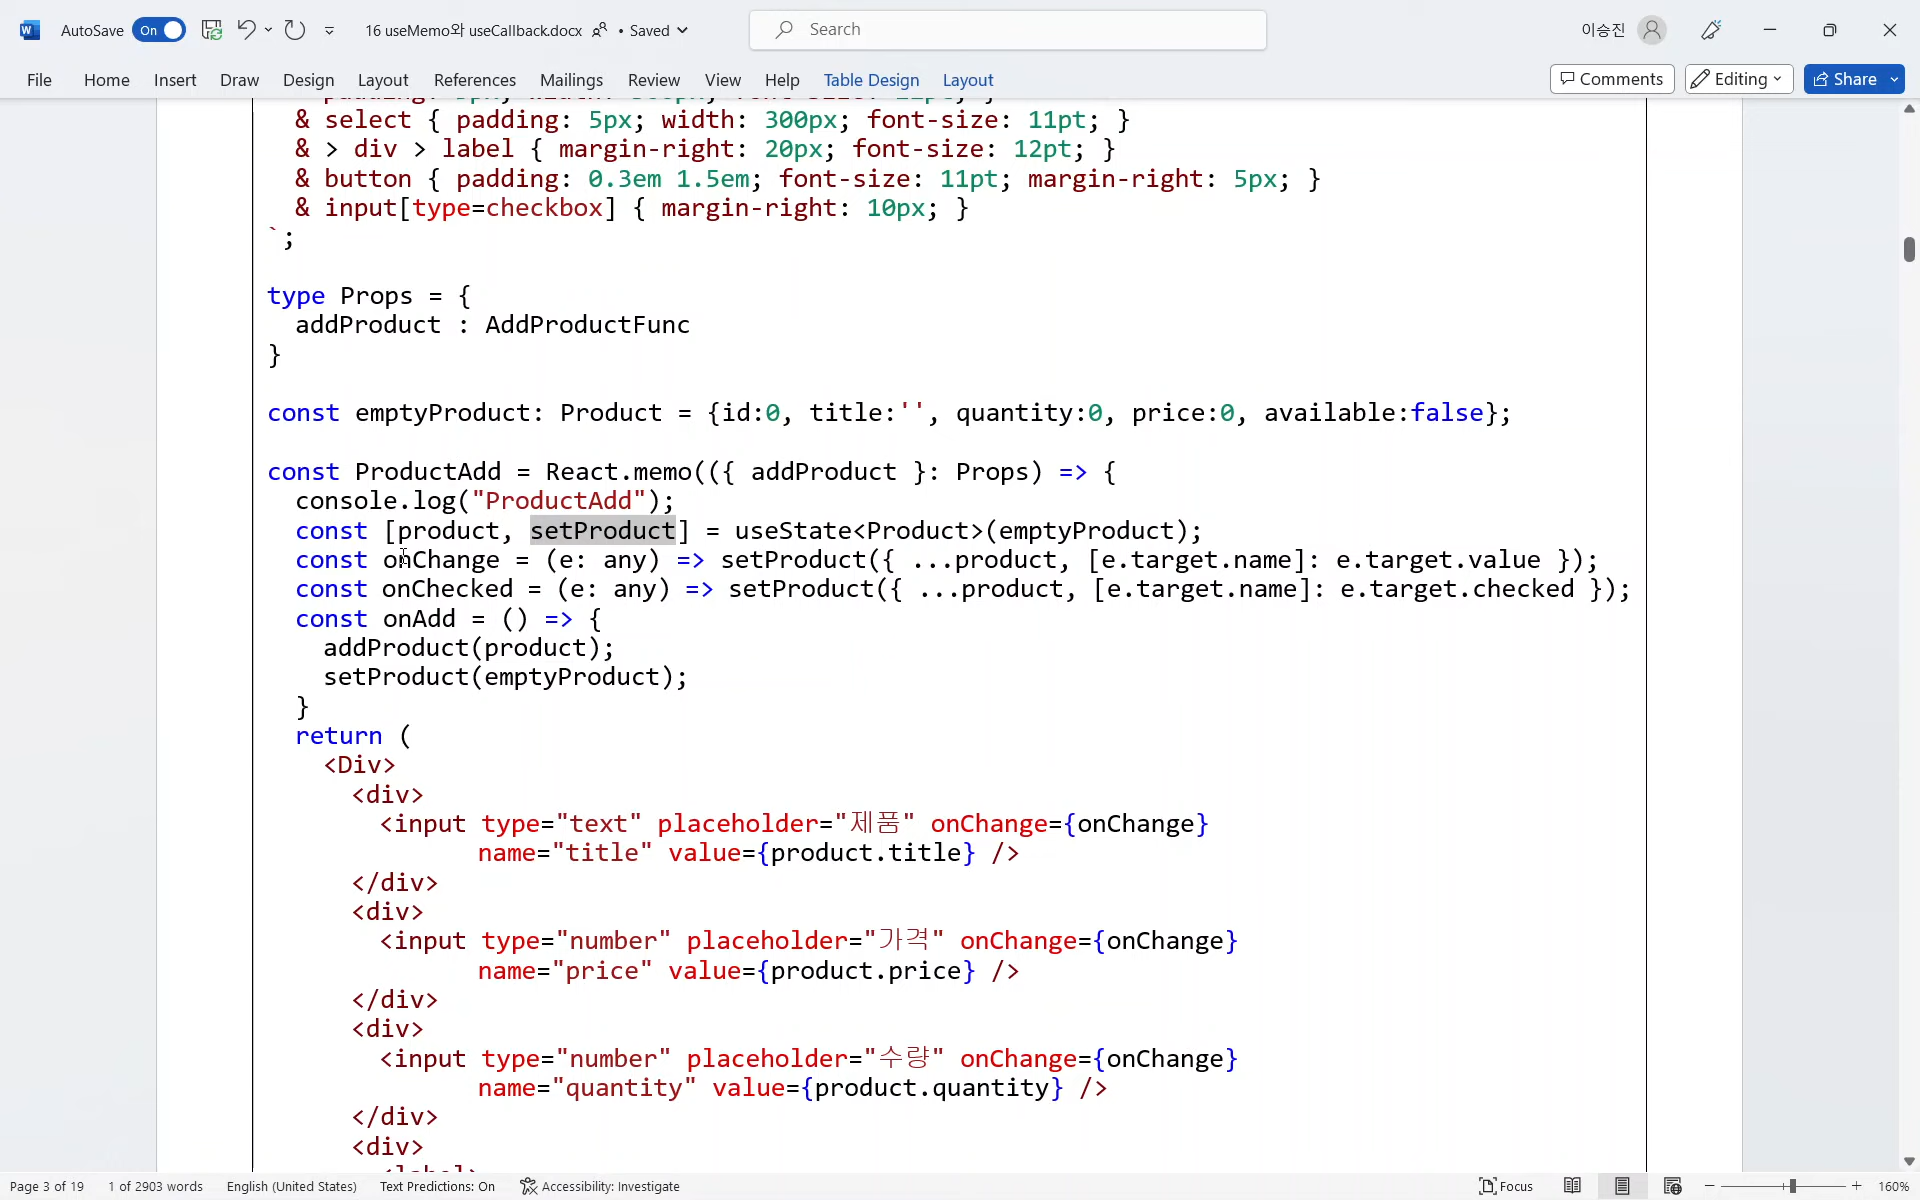 AutoSave On 16 useMemo와 useCallback.docx • Saved Search 이승진
File Home Insert Draw Design Layout References Mailings Review View Help Table Design Layout Comments Editing Share
& select { padding: 5px; width: 300px; font-size: 11pt; }
& > div > label { margin-right: 20px; font-size: 12pt; }
& button { padding: 0.3em 1.5em; font-size: 11pt; margin-right: 5px; }
& input[type=checkbox] { margin-right: 10px; }
`;
type Props = {
addProduct : AddProductFunc
}
const emptyProduct: Product = {id:0, title:'', quantity:0, price:0, available:false};
const ProductAdd = React.memo(({ addProduct }: Props) => {
console.log("ProductAdd");
const [product, setProduct] = useState<Product>(emptyProduct);
const onChange = (e: any) => setProduct({ ...product, [e.target.name]: e.target.value });
const onChecked = (e: any) => setProduct({ ...product, [e.target.name]: e.target.checked });
const onAdd = () => {
addProduct(product);
setProduct(emptyProduct);
}
return (
<Div>
<div>
<input type="text" placeholder="제품" onChange={onChange}
name="title" value={product.title} />
</div>
<div>
<input type="number" placeholder="가격" onChange={onChange}
name="price" value={product.price} />
</div>
<div>
<input type="number" placeholder="수량" onChange={onChange}
name="quantity" value={product.quantity} />
</div>
<div>
Page 3 of 19 1 of 2903 words English (United States) Text Predictions: On Accessibility: Investigate Focus 160%